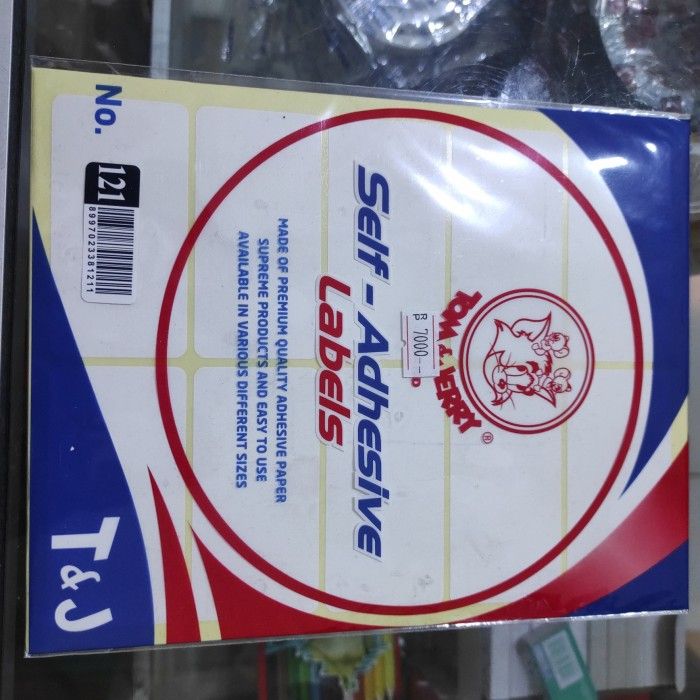 TOM & JERRY
®
RP 7000--
Self-Adhesive
Labels
MADE OF PREMIUM QUALITY ADHESIVE PAPER
SUPREME PRODUCTS AND EASY TO USE
AVAILABLE IN VARIOUS DIFFERENT SIZES
No. 121
8997023381211
T&J